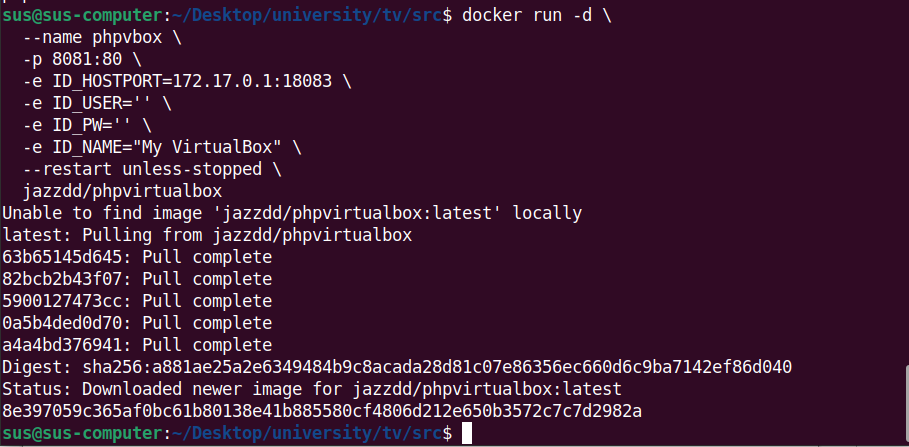 sus@sus-computer:~/Desktop/university/tv/src$ docker run -d \
  --name phpvbox \
  -p 8081:80 \
  -e ID_HOSTPORT=172.17.0.1:18083 \
  -e ID_USER='' \
  -e ID_PW='' \
  -e ID_NAME="My VirtualBox" \
  --restart unless-stopped \
  jazzdd/phpvirtualbox
Unable to find image 'jazzdd/phpvirtualbox:latest' locally
latest: Pulling from jazzdd/phpvirtualbox
63b65145d645: Pull complete
82bcb2b43f07: Pull complete
5900127473cc: Pull complete
0a5b4ded0d70: Pull complete
a4a4bd376941: Pull complete
Digest: sha256:a881ae25a2e6349484b9c8acada28d81c07e86356ec660d6c9ba7142ef86d040
Status: Downloaded newer image for jazzdd/phpvirtualbox:latest
8e397059c365af0bc61b80138e41b885580cf4806d212e650b3572c7c7d2982a
sus@sus-computer:~/Desktop/university/tv/src$